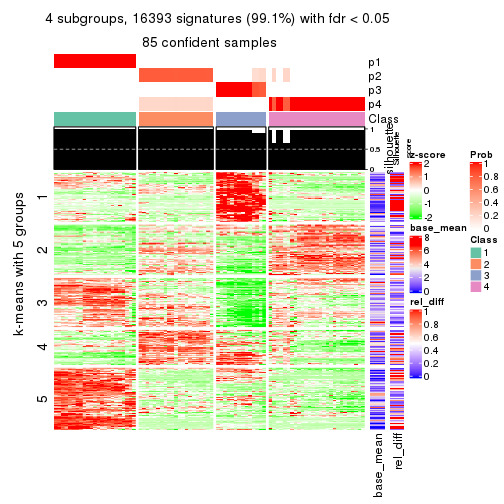 4 subgroups, 16393 signatures (99.1%) with fdr < 0.05
85 confident samples
p1
p2
p3
p4
Class
1
0.5
0
silhouette
Silhouette
score
k-means with 5 groups
1
2
3
4
5
base_mean
rel_diff
z-score
2
1
0
-1
-2
base_mean
8
6
4
2
0
rel_diff
1
0.8
0.6
0.4
0.2
0
Prob
1
0.8
0.6
0.4
0.2
0
Class
1
2
3
4